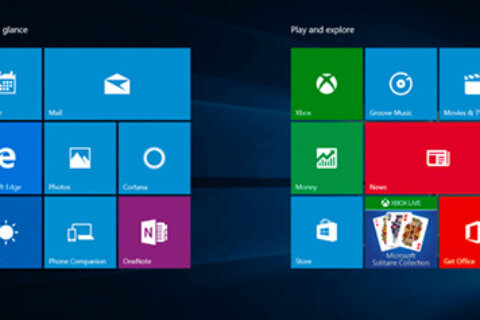 glance
Play and explore
Mail
Xbox
Groove Music
Movies & T
Edge
Photos
Cortana
Money
News
Phone Companion
OneNote
Store
XBOX LIVE
Microsoft
Solitaire Collection
Get Office